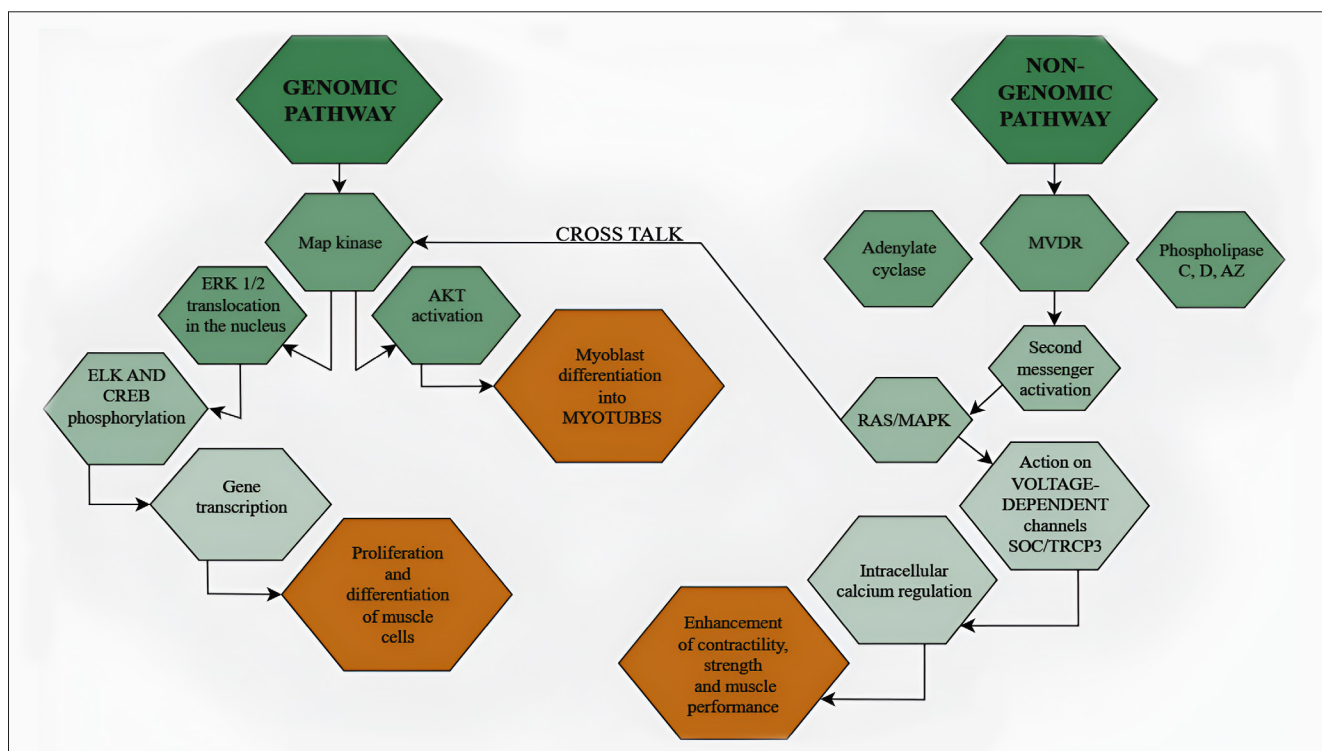 GENOMIC
PATHWAY
NON-
GENOMIC
PATHWAY
Map kinase
CROSS TALK
Adenylate
cyclase
MVDR
Phospholipase
C, D, AZ
ERK 1/2
translocation
in the nucleus
AKT
activation
Myoblast
differentiation
into
MYOTUBES
Second
messenger
activation
ELK AND
CREB
phosphorylation
RAS/MAPK
Gene
transcription
Action on
VOLTAGE-
DEPENDENT
channels
SOC/TRCP3
Proliferation
and
differentiation
of muscle
cells
Intracellular
calcium regulation
Enhancement
of contractility,
strength
and muscle
performance